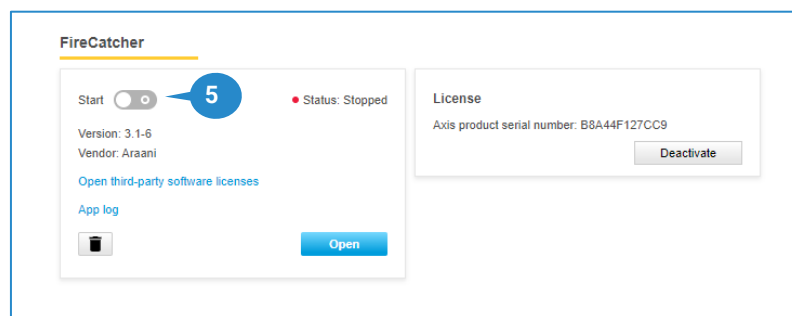 FireCatcher
Start
5
Status: Stopped
Version: 3.1-6
Vendor: Araani
Open third-party software licenses
App log
Open
License
Axis product serial number: B8A44F127CC9
Deactivate